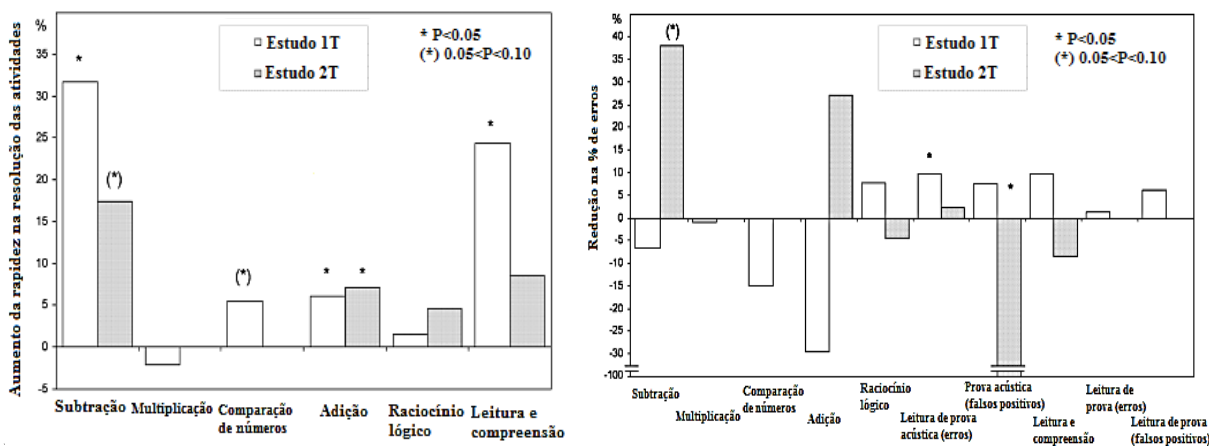 %
Estudo 1T
Estudo 2T
* P<0.05
(*) 0.05<P<0.10
Aumento da rapidez na resolução das atividades
35
30
25
20
15
10
5
0
-5
*
(*)
(*)
*
*
*
Subtração
Multiplicação
Comparação
de números
Adição
Raciocínio
lógico
Leitura e
compreensão
%
Estudo 1T
Estudo 2T
* P<0.05
(*) 0.05<P<0.10
Redução na % de erros
40
35
30
25
20
15
10
5
0
-5
-10
-15
-20
-25
-30
-100
(*)
*
*
Subtração
Multiplicação
Comparação
de números
Adição
Raciocínio
lógico
Leitura de prova
acústica (erros)
Prova acústica
(falsos positivos)
Leitura e
compreensão
Leitura de
prova (erros)
Leitura de prova
(falsos positivos)